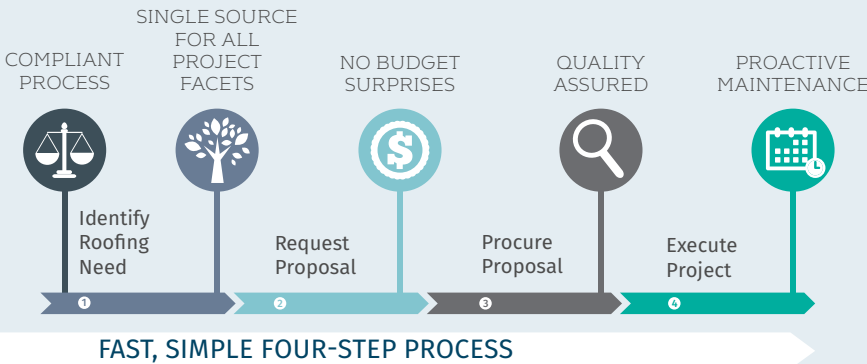 COMPLIANT
PROCESS
SINGLE SOURCE
FOR ALL
PROJECT
FACETS
NO BUDGET
SURPRISES
QUALITY
ASSURED
PROACTIVE
MAINTENANCE
$
Identify
Roofing
Need
Request
Proposal
Procure
Proposal
Execute
Project
1
2
3
4
FAST, SIMPLE FOUR-STEP PROCESS